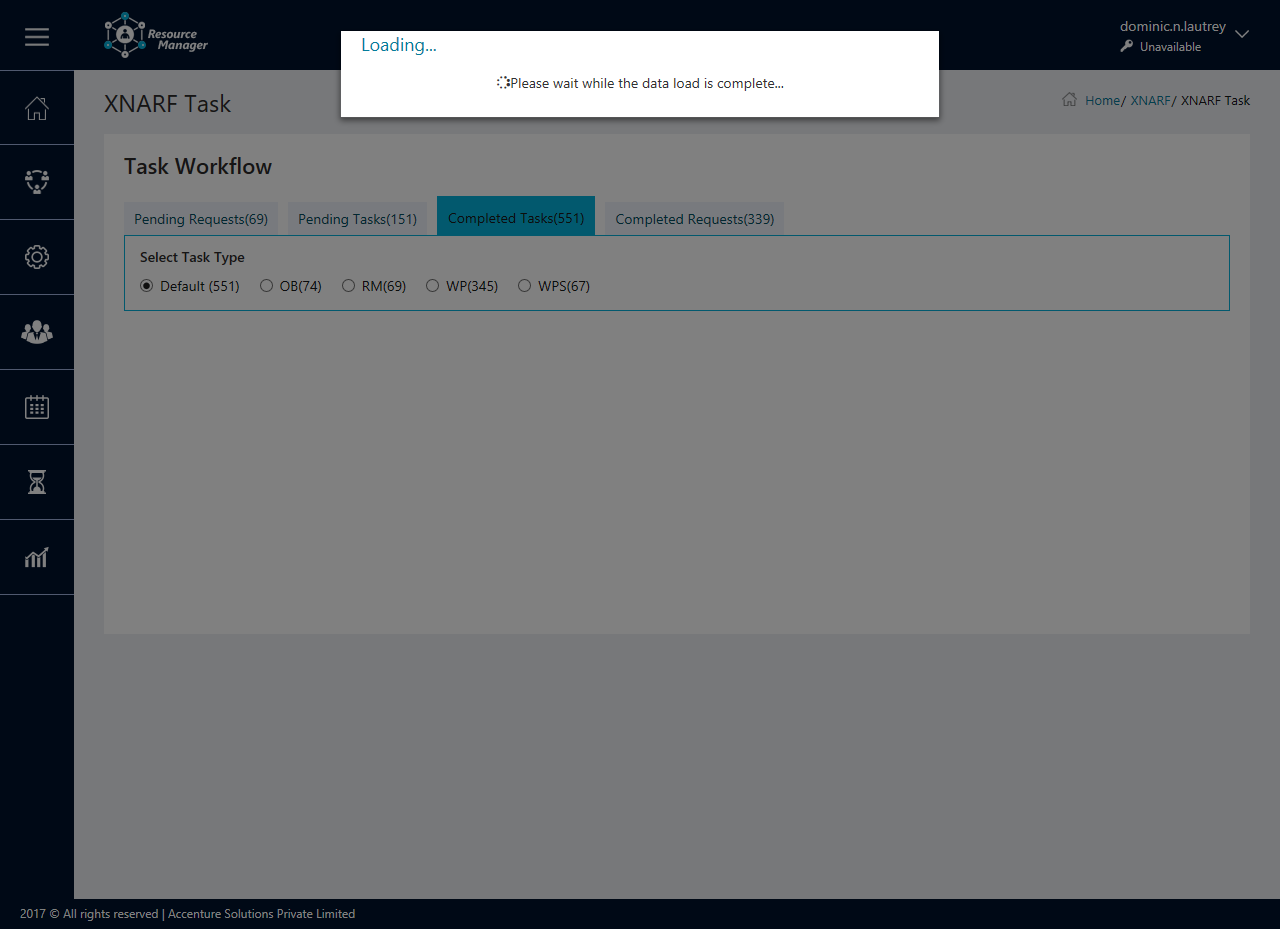 Resource
Manager
Loading...
Please wait while the data load is complete...
dominic.n.lautrey
Unavailable
XNARF Task
Home/ XNARF/ XNARF Task
Task Workflow
Pending Requests(69) Pending Tasks(151) Completed Tasks(551) Completed Requests(339)
Select Task Type
Default (551) OB(74) RM(69) WP(345) WPS(67)
2017 © All rights reserved | Accenture Solutions Private Limited